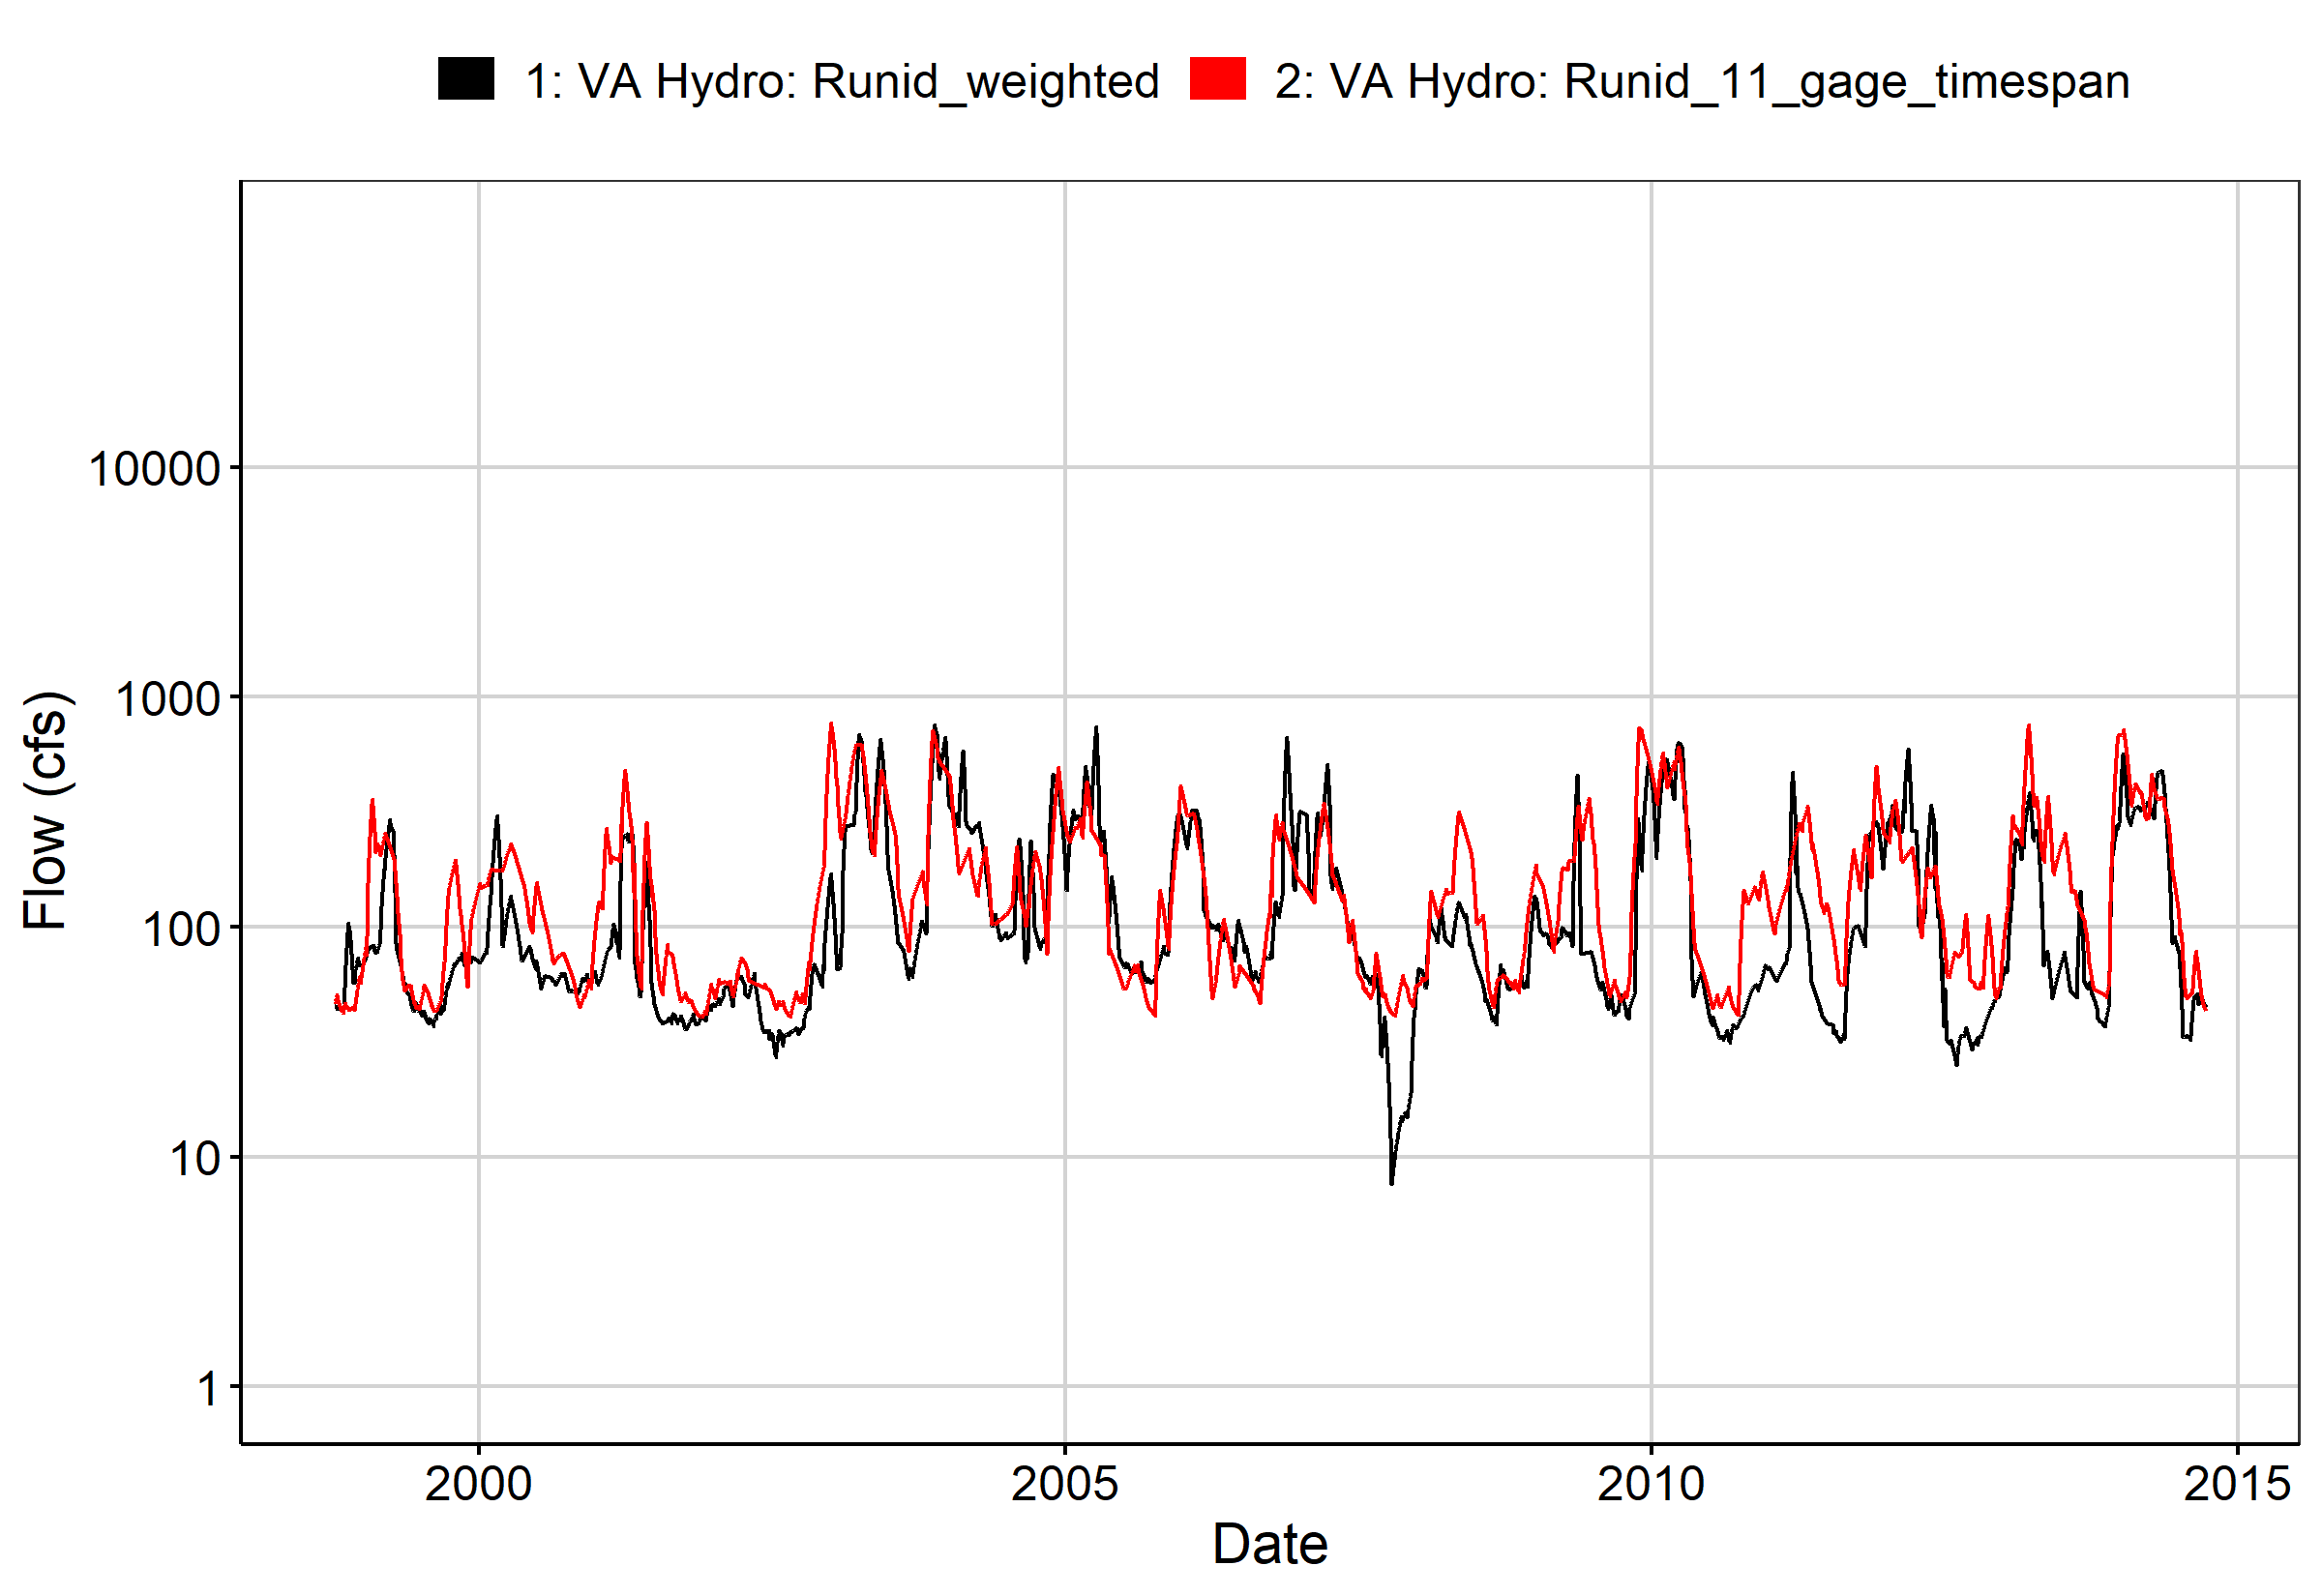 1: VA Hydro: Runid_weighted 2: VA Hydro: Runid_11_gage_timespan
Flow (cfs)
10000
1000
100
10
1
2000 2005 2010 2015
Date